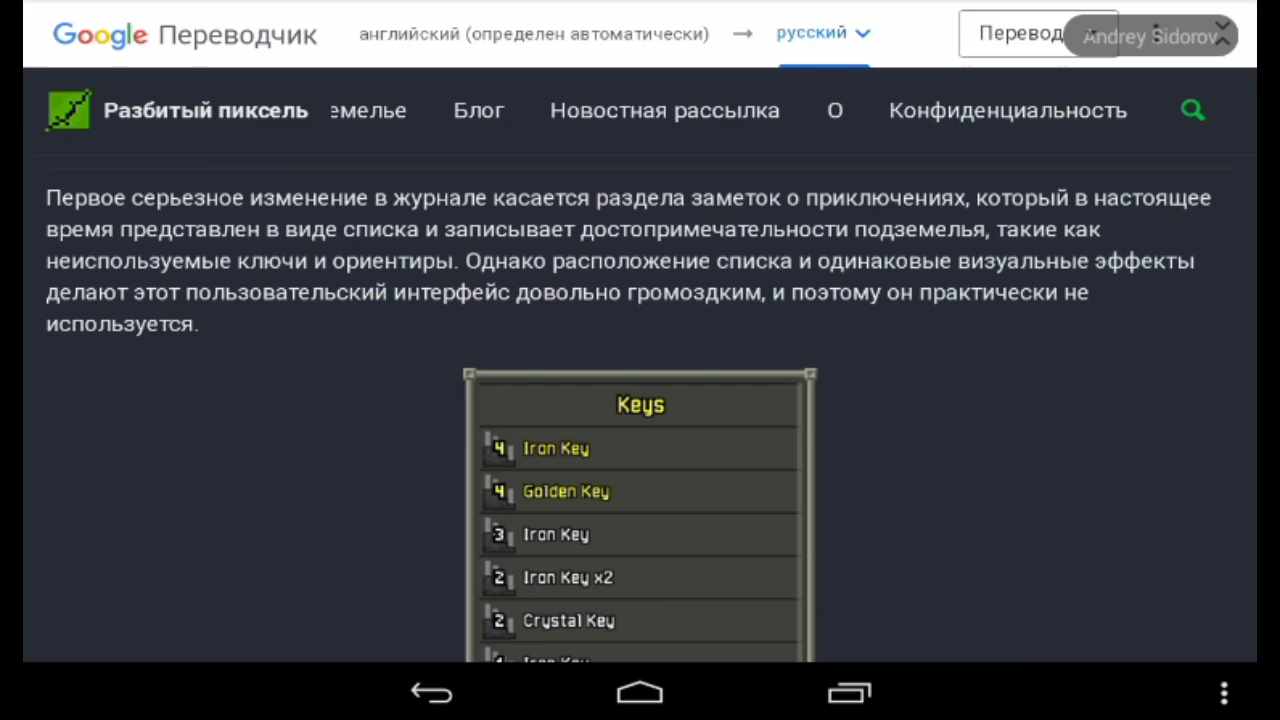 Google Переводчик английский (определен автоматически) → русский Перевод Andrey Sidorov
Разбитый пиксель емелье Блог Новостная рассылка О Конфиденциальность
Первое серьезное изменение в журнале касается раздела заметок о приключениях, который в настоящее
время представлен в виде списка и записывает достопримечательности подземелья, такие как
неиспользуемые ключи и ориентиры. Однако расположение списка и одинаковые визуальные эффекты
делают этот пользовательский интерфейс довольно громоздким, и поэтому он практически не
используется.
Keys
4 Iron Key
4 Golden Key
3 Iron Key
2 Iron Key x2
2 Crystal Key